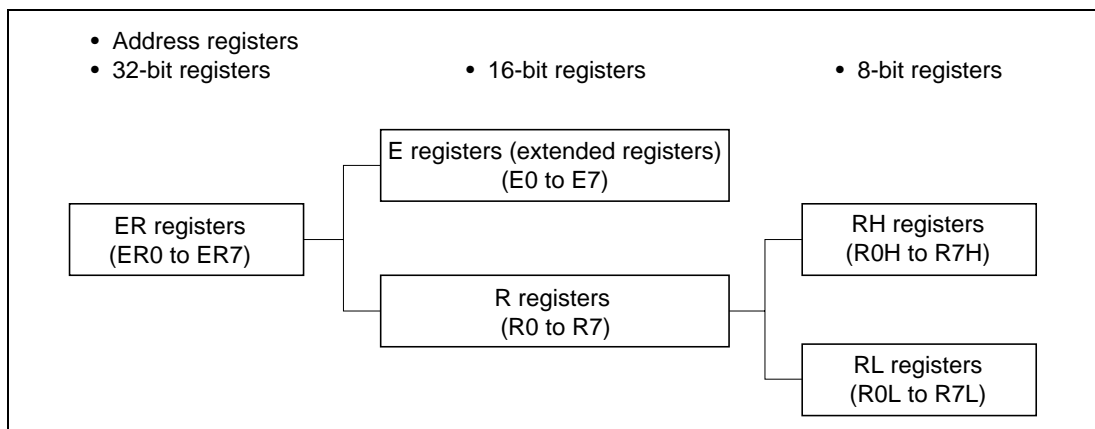 • Address registers
• 32-bit registers
• 16-bit registers
• 8-bit registers
E registers (extended registers)
(E0 to E7)
ER registers
(ER0 to ER7)
RH registers
(R0H to R7H)
R registers
(R0 to R7)
RL registers
(R0L to R7L)